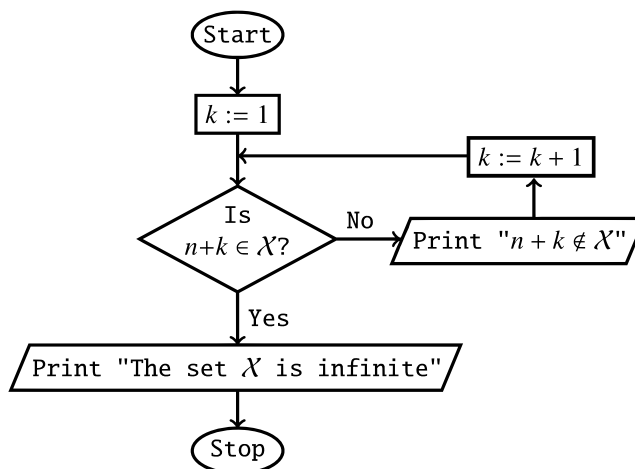 Start
k := 1
k := k + 1
Is
n+k ∈ 𝒳?
No
Print "n + k ∉ 𝒳"
Yes
Print "The set 𝒳 is infinite"
Stop